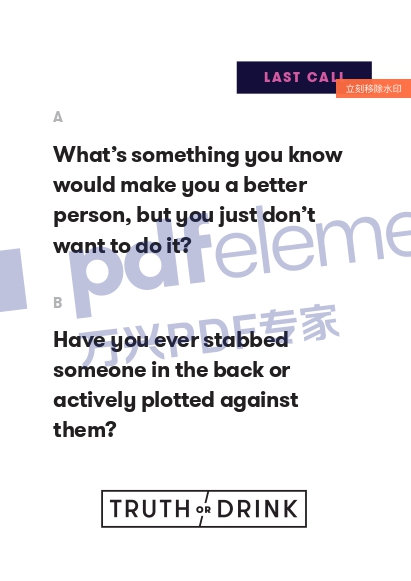 LAST CALL
立刻移除水印
A
What's something you know
would make you a better
person, but you just don't
want to do it?
pdfeleme
B
万兴PDF专家
Have you ever stabbed
someone in the back or
actively plotted against
them?
TRUTH OR DRINK